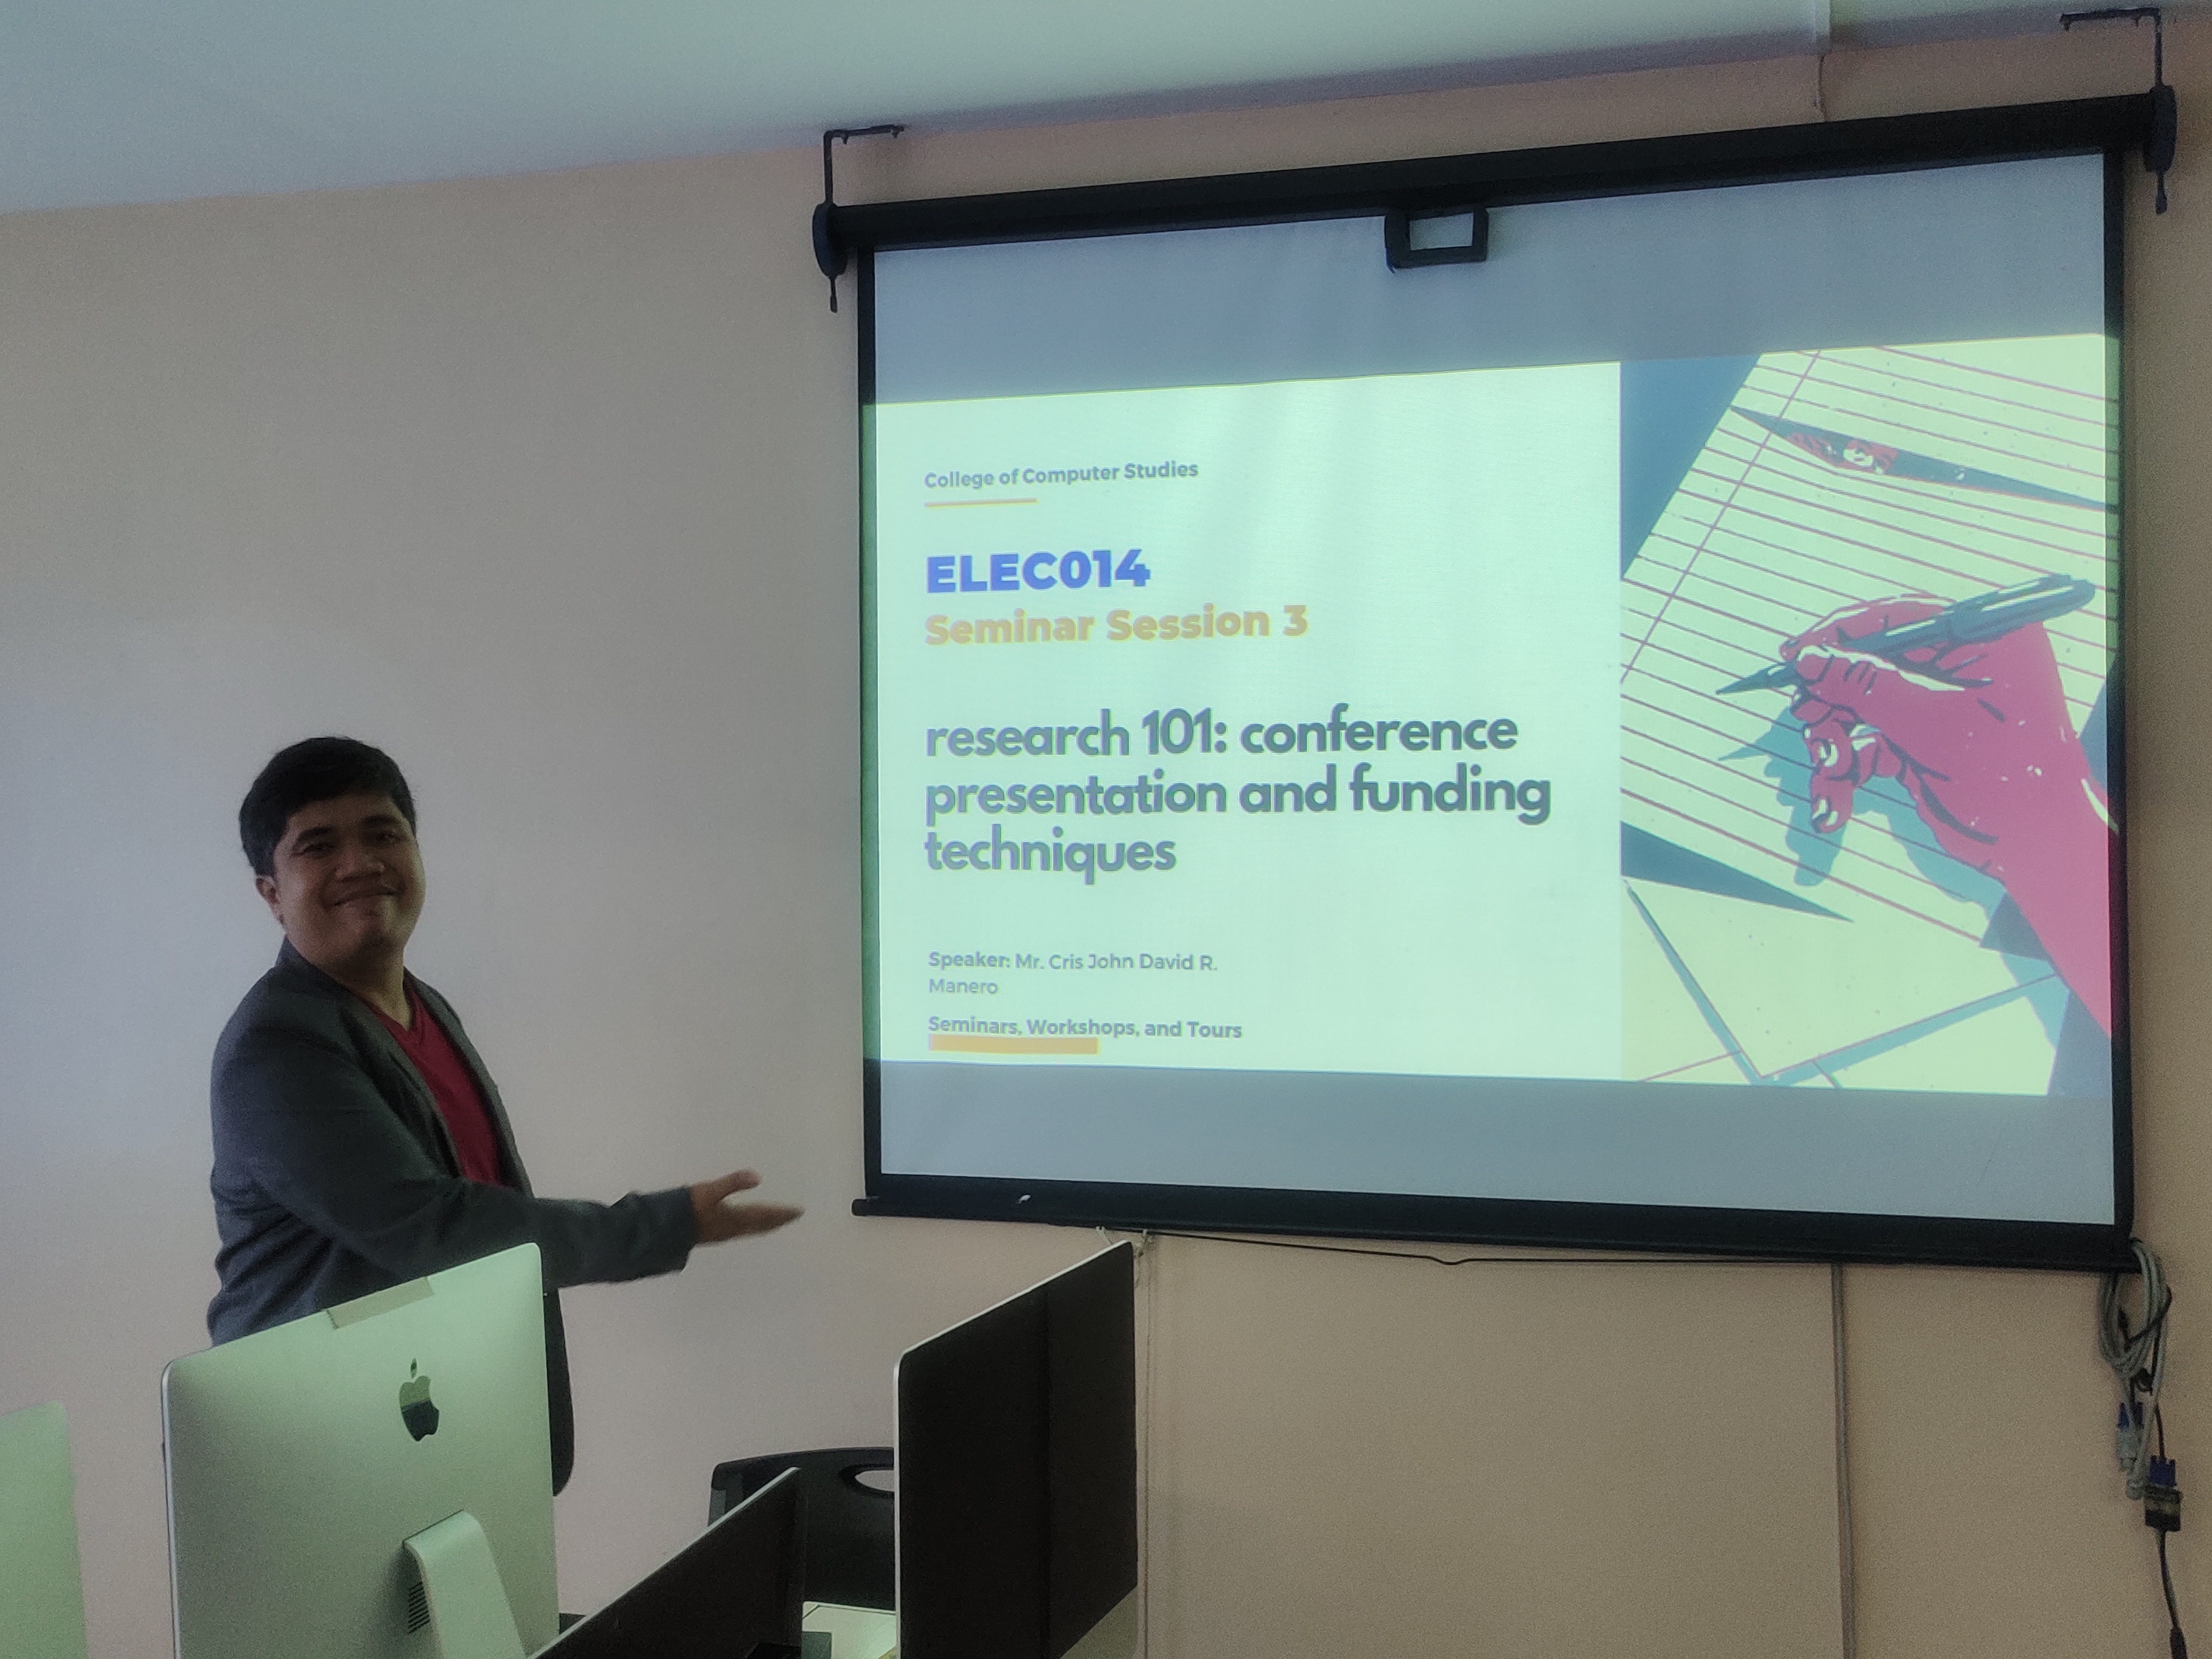 College of Computer Studies
ELEC014
Seminar Session 3
research 101: conference
presentation and funding
techniques
Speaker: Mr. Cris John David R.
Manero
Seminars, Workshops, and Tours